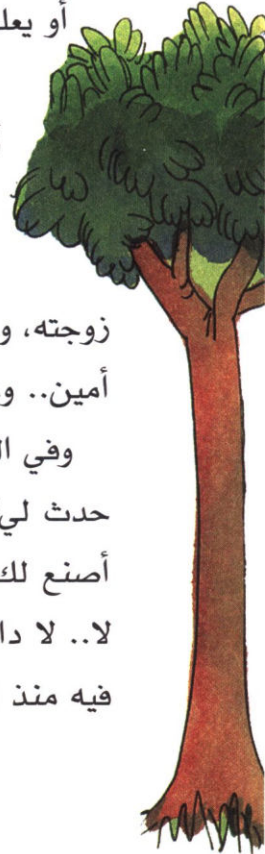 أو يعل
زوجته، و
أمين.. و
وفي ال
حدث لي
أصنع لك
لا.. لا دا
فيه منذ